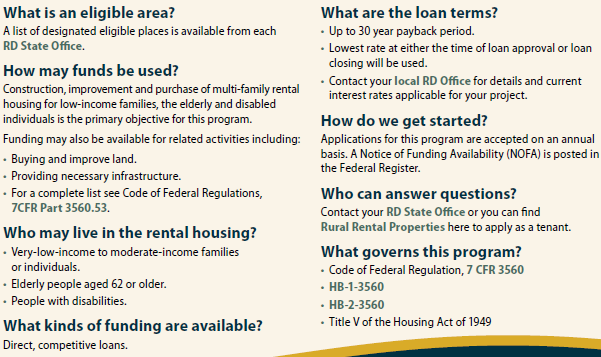 What is an eligible area?
A list of designated eligible places is available from each
RD State Office.
How may funds be used?
Construction, improvement and purchase of multi-family rental
housing for low-income families, the elderly and disabled
individuals is the primary objective for this program.
Funding may also be available for related activities including:
• Buying and improve land.
• Providing necessary infrastructure.
• For a complete list see Code of Federal Regulations,
7CFR Part 3560.53.
Who may live in the rental housing?
• Very-low-income to moderate-income families
or individuals.
• Elderly people aged 62 or older.
• People with disabilities.
What kinds of funding are available?
Direct, competitive loans.
What are the loan terms?
• Up to 30 year payback period.
• Lowest rate at either the time of loan approval or loan
closing will be used.
• Contact your local RD Office for details and current
interest rates applicable for your project.
How do we get started?
Applications for this program are accepted on an annual
basis. A Notice of Funding Availability (NOFA) is posted in
the Federal Register.
Who can answer questions?
Contact your RD State Office or you can find
Rural Rental Properties here to apply as a tenant.
What governs this program?
• Code of Federal Regulation, 7 CFR 3560
• HB-1-3560
• HB-2-3560
• Title V of the Housing Act of 1949